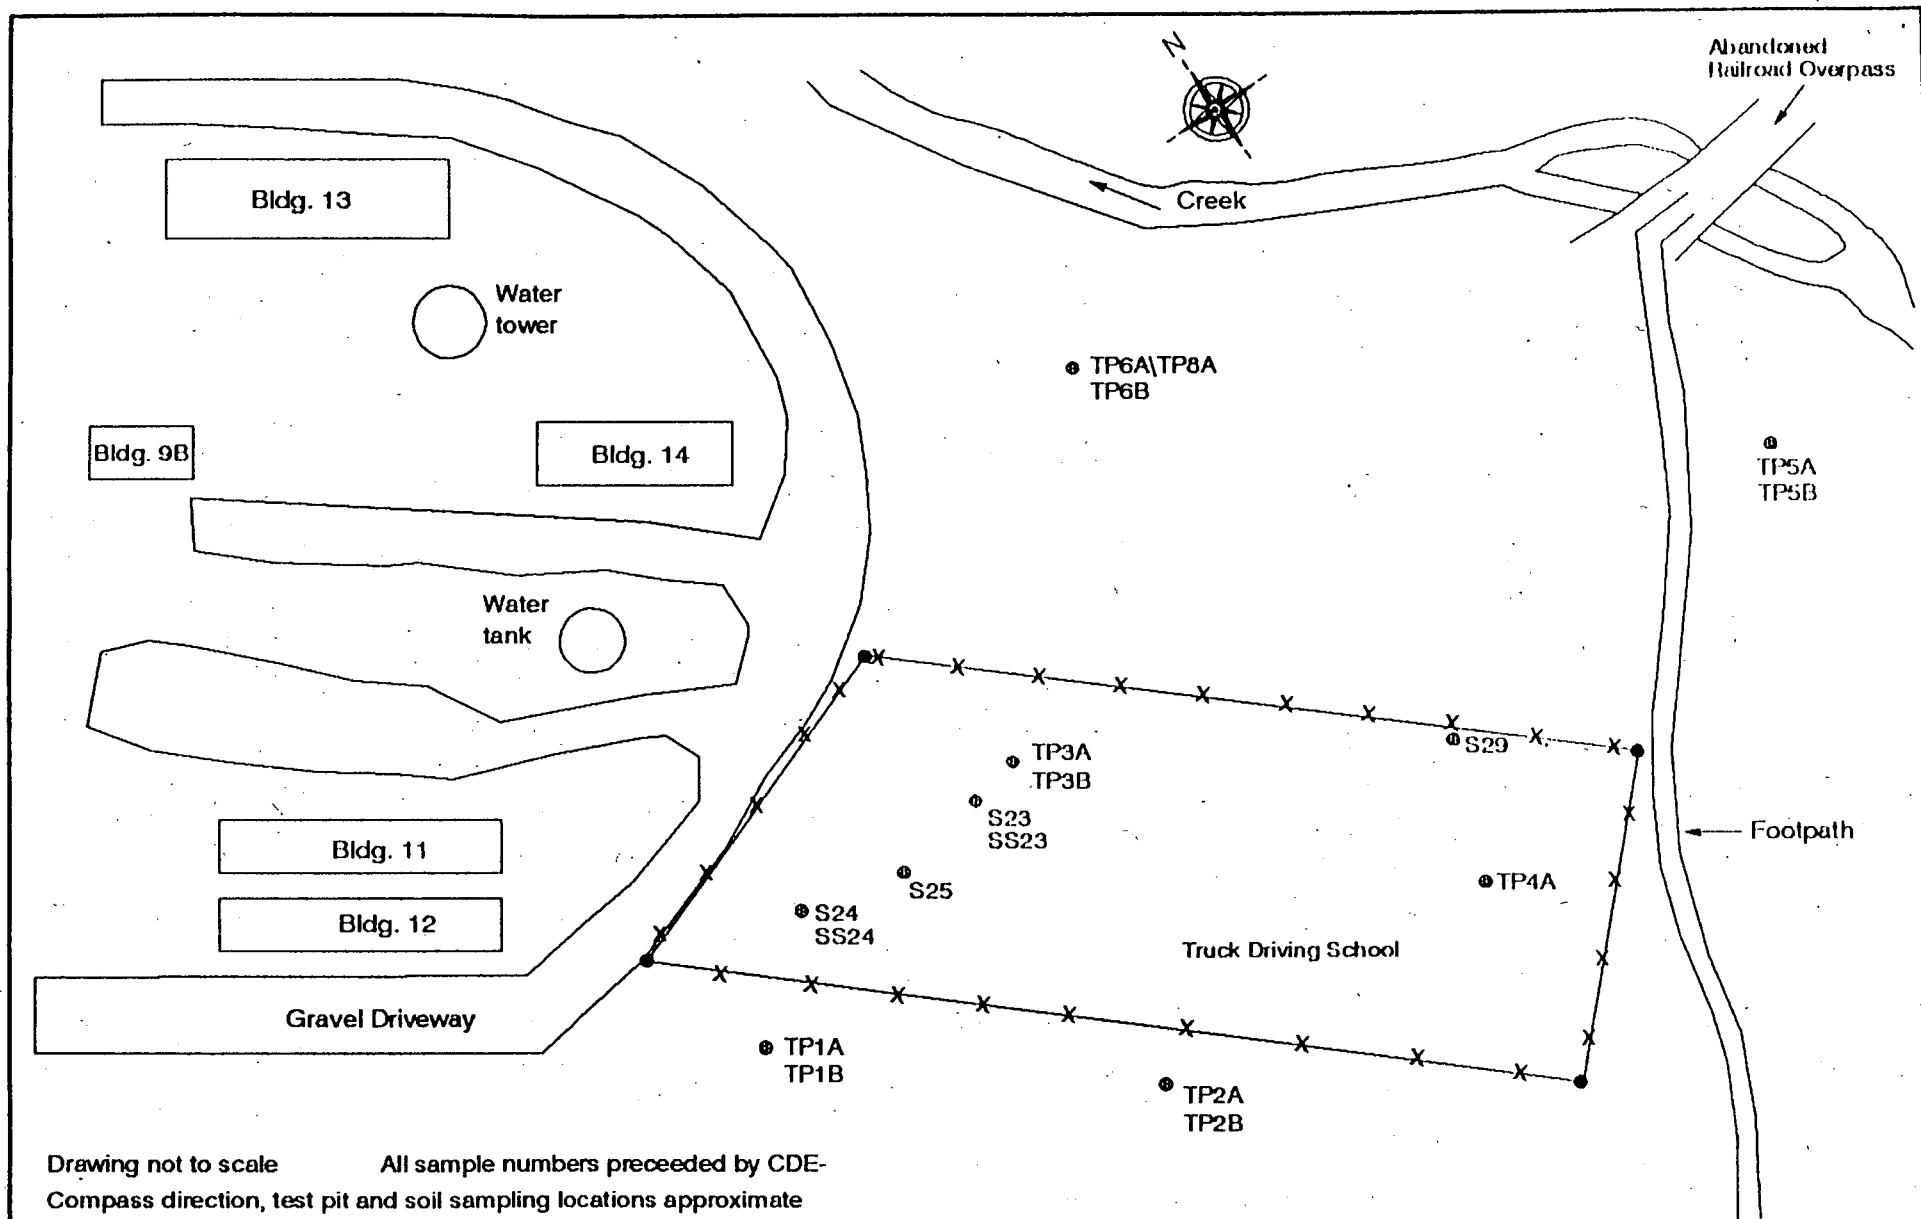 Abandoned
Railroad Overpass
N
Creek
Bldg. 13
Water
tower
TP6A\TP8A
TP6B
Bldg. 9B
Bldg. 14
TP5A
TP5B
Water
tank
S29
TP3A
TP3B
S23
SS23
Footpath
Bldg. 11
S25
TP4A
S24
SS24
Bldg. 12
Truck Driving School
Gravel Driveway
TP1A
TP1B
TP2A
TP2B
Drawing not to scale All sample numbers preceeded by CDE-
Compass direction, test pit and soil sampling locations approximate